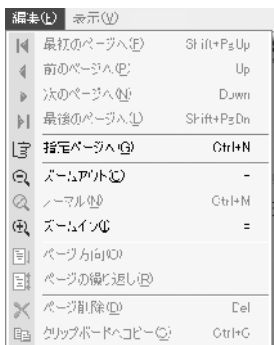 編集(E) 表示(V)
最初のページへ(F) Shift+PgUp
前のページへ(P) Up
次のページへ(N) Down
最後のページへ(L) Shift+PgDn
指定ページへ(G) Ctrl+N
ズームアウト(U) -
ノーマル(N) Ctrl+M
ズームイン(I) =
ページ方向(O)
ページの繰り返し(R)
ページ削除(D) Del
クリップボードへコピー(C) Ctrl+C